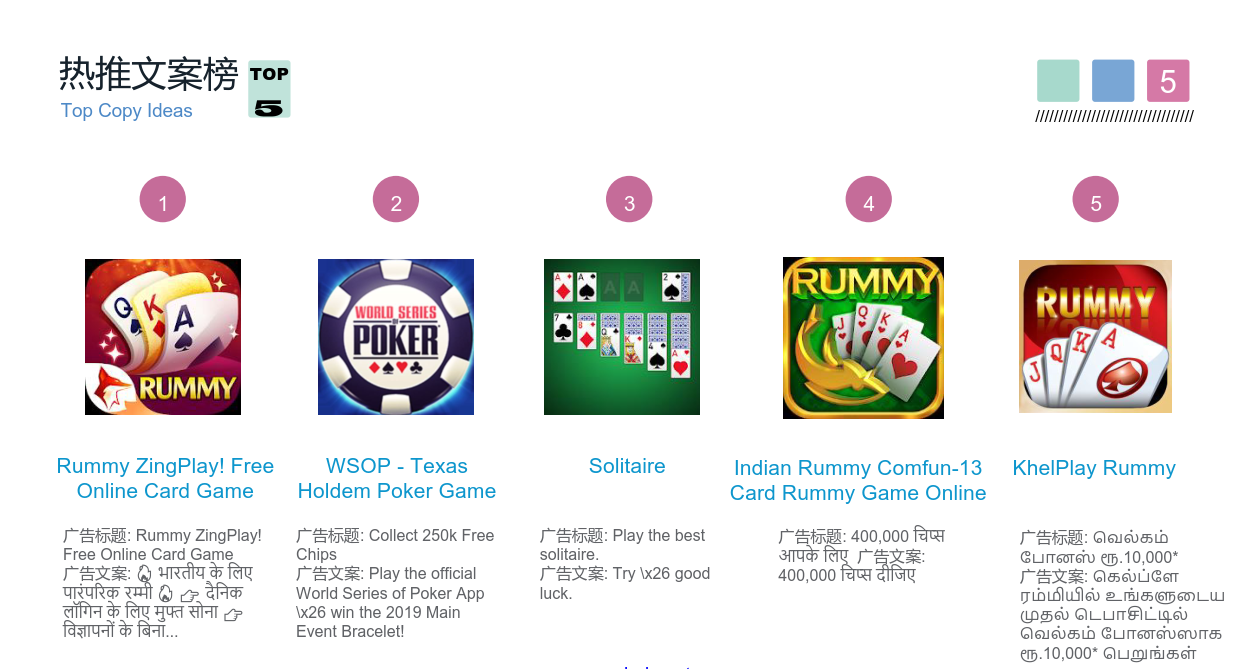 热推文案榜
TOP
5
Top Copy Ideas
5
//////////////////////////////////
1
2
3
4
5
Q
K
A
RUMMY
WORLD SERIES
OF
POKER
A
A
A
A
2
7
8
Q
K
4
A
RUMMY
J
Q
K
A
RUMMY
J
Q
K
A
Rummy ZingPlay! Free
Online Card Game
WSOP - Texas
Holdem Poker Game
Solitaire
Indian Rummy Comfun-13
Card Rummy Game Online
KhelPlay Rummy
广告标题: Rummy ZingPlay!
Free Online Card Game
广告文案: 🔥 भारतीय के लिए
पारंपरिक रम्मी 🔥 👉 दैनिक
लॉगिन के लिए मुफ्त सोना 👉
विज्ञापनों के बिना...
广告标题: Collect 250k Free
Chips
广告文案: Play the official
World Series of Poker App
\x26 win the 2019 Main
Event Bracelet!
广告标题: Play the best
solitaire.
广告文案: Try \x26 good
luck.
广告标题: 400,000 चिप्स
आपके लिए 广告文案:
400,000 चिप्स दीजिए
广告标题: வெல்கம்
போனஸ் ரூ.10,000*
广告文案: கெல்ப்ளே
ரம்மியில் உங்களுடைய
முதல் டெபாசிட்டில்
வெல்கம் போனஸ்ஸாக
ரூ.10,000* பெறுங்கள்